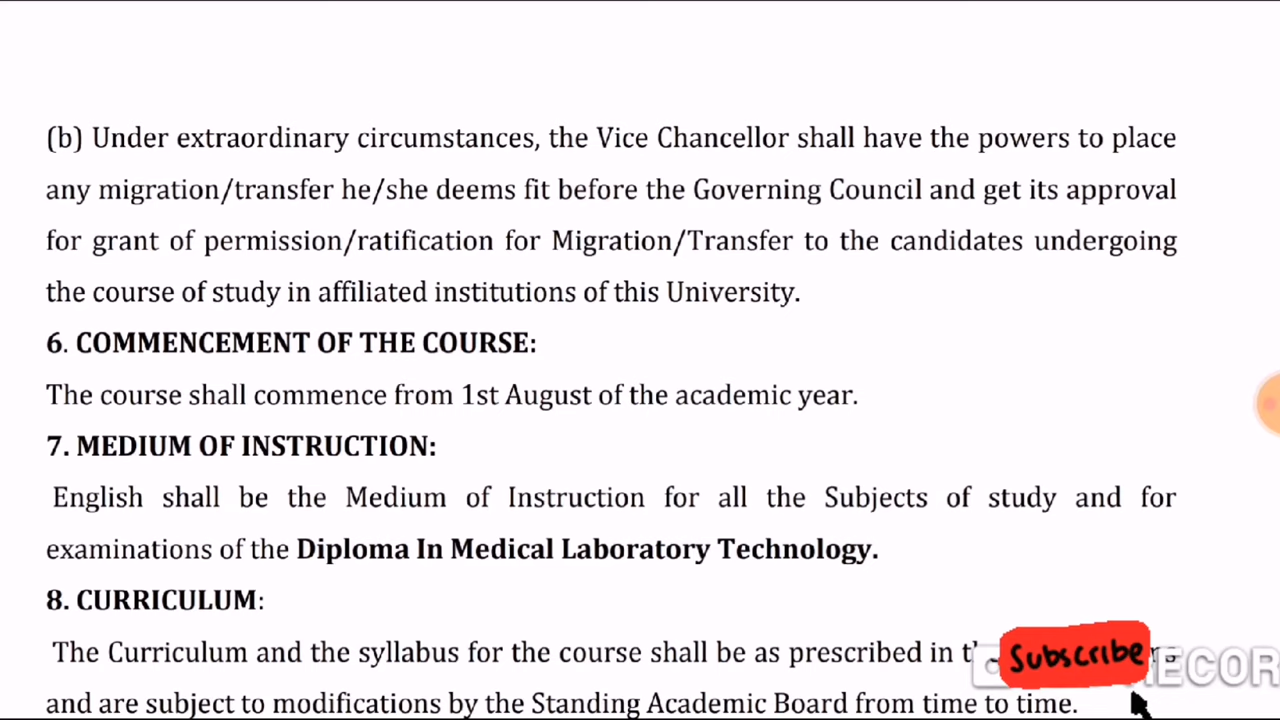 (b) Under extraordinary circumstances, the Vice Chancellor shall have the powers to place
any migration/transfer he/she deems fit before the Governing Council and get its approval
for grant of permission/ratification for Migration/Transfer to the candidates undergoing
the course of study in affiliated institutions of this University.
6. COMMENCEMENT OF THE COURSE:
The course shall commence from 1st August of the academic year.
7. MEDIUM OF INSTRUCTION:
English shall be the Medium of Instruction for all the Subjects of study and for
examinations of the Diploma In Medical Laboratory Technology.
8. CURRICULUM:
The Curriculum and the syllabus for the course shall be as prescribed in
Subscribe
RECOR
and are subject to modifications by the Standing Academic Board from time to time.